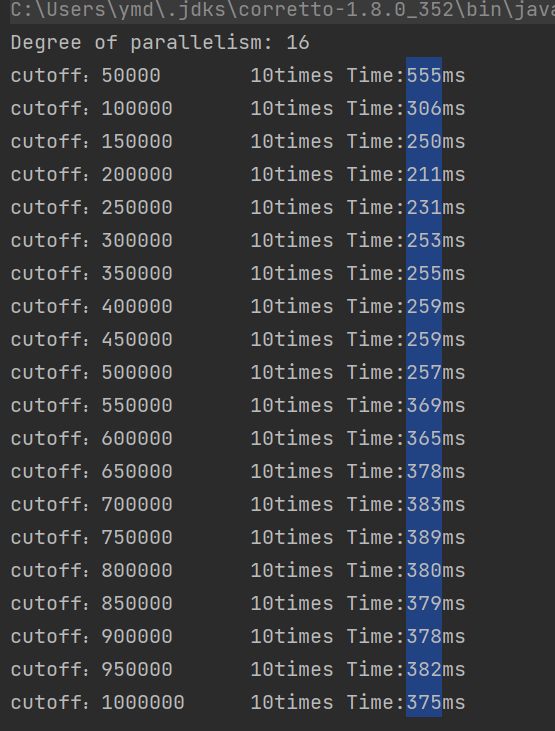 C:\Users\ymd\.jdks\corretto-1.8.0_352\bin\java
Degree of parallelism: 16
cutoff：50000 10times Time:555ms
cutoff：100000 10times Time:306ms
cutoff：150000 10times Time:250ms
cutoff：200000 10times Time:211ms
cutoff：250000 10times Time:231ms
cutoff：300000 10times Time:253ms
cutoff：350000 10times Time:255ms
cutoff：400000 10times Time:259ms
cutoff：450000 10times Time:259ms
cutoff：500000 10times Time:257ms
cutoff：550000 10times Time:369ms
cutoff：600000 10times Time:365ms
cutoff：650000 10times Time:378ms
cutoff：700000 10times Time:383ms
cutoff：750000 10times Time:389ms
cutoff：800000 10times Time:380ms
cutoff：850000 10times Time:379ms
cutoff：900000 10times Time:378ms
cutoff：950000 10times Time:382ms
cutoff：1000000 10times Time:375ms